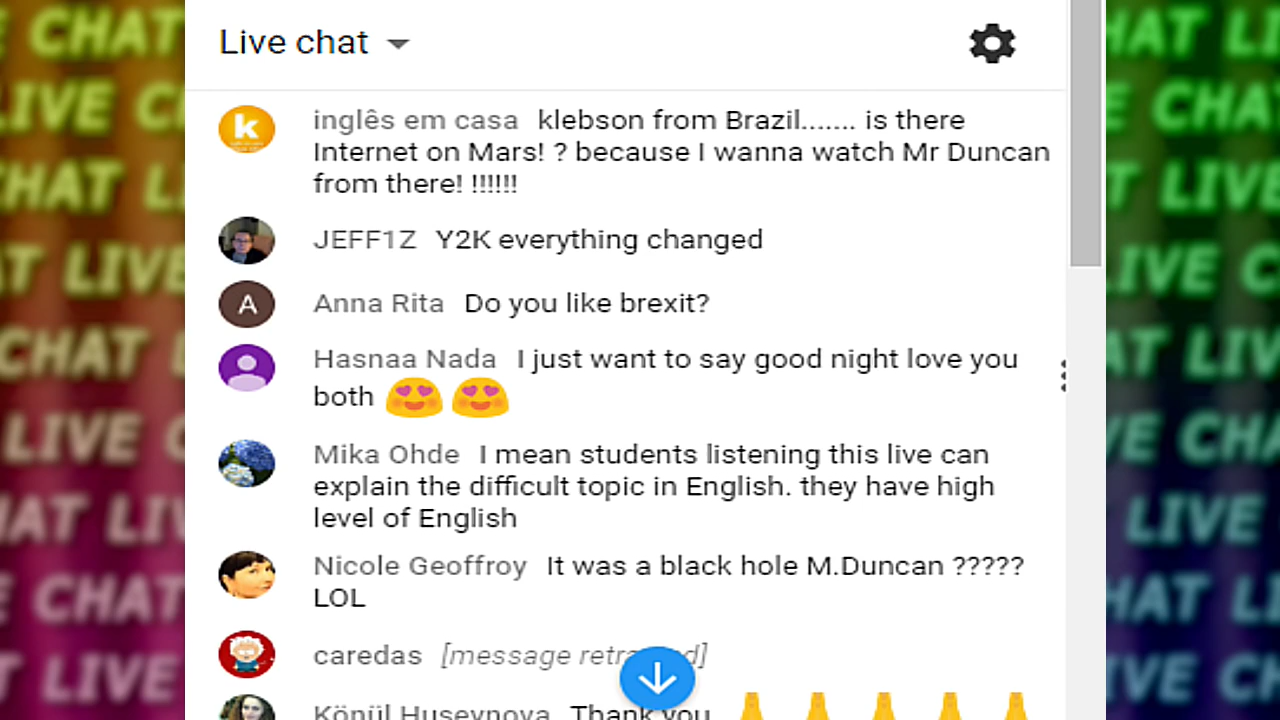 Live chat
inglês em casa klebson from Brazil....... is there
Internet on Mars! ? because I wanna watch Mr Duncan
from there! !!!!!!
JEFF1Z Y2K everything changed
A Anna Rita Do you like brexit?
Hasnaa Nada I just want to say good night love you
both 😍 😍
Mika Ohde I mean students listening this live can
explain the difficult topic in English. they have high
level of English
Nicole Geoffroy It was a black hole M.Duncan ?????
LOL
caredas [message retracted]
Könül Huseynova Thank you